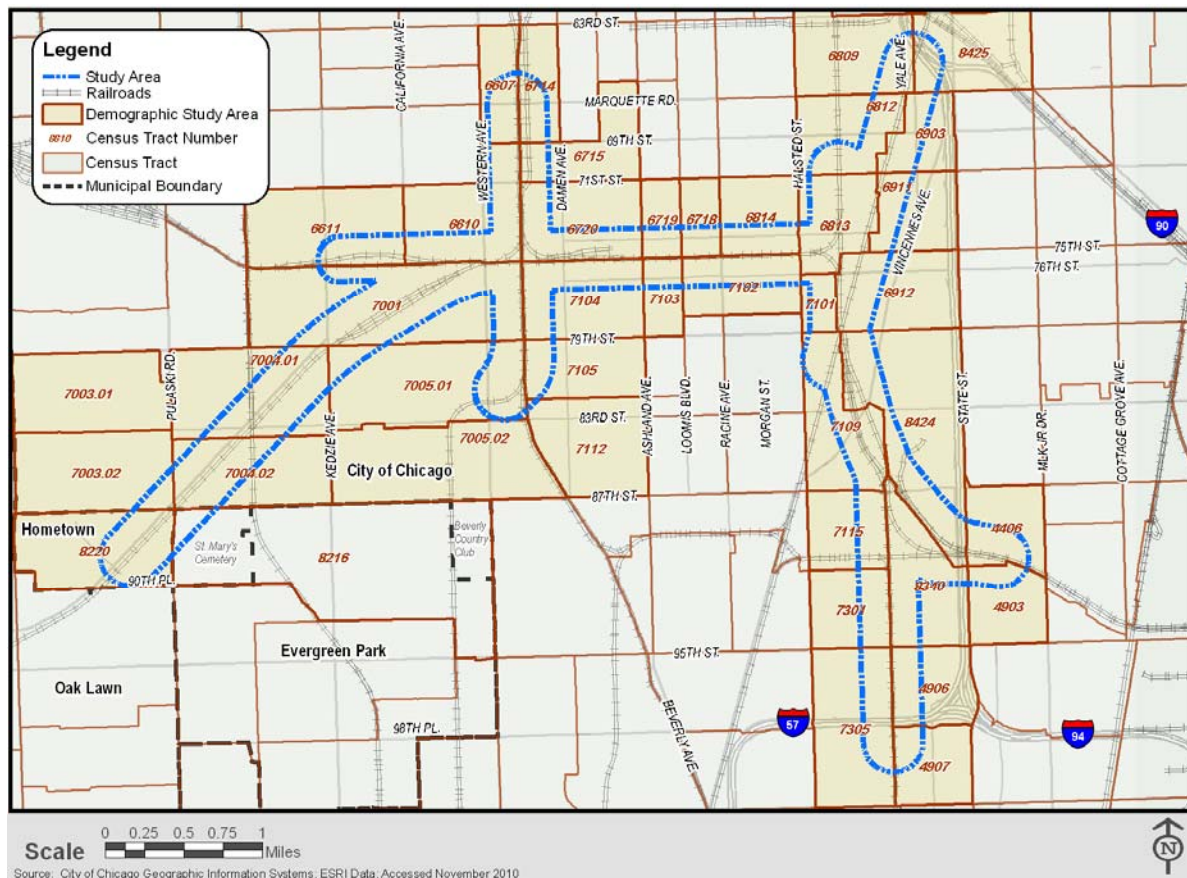 Legend
Study Area
Railroads
Demographic Study Area
6610 Census Tract Number
Census Tract
Municipal Boundary
63RD ST.
CALIFORNIA AVE.
WESTERN AVE.
6607
6714
DAMEN AVE.
MARQUETTE RD.
69TH ST.
6715
71ST ST.
HALSTED ST.
6809
YALE AVE.
8425
6812
6903
6911
VINCENNES AVE.
90
6611
6610
6720
6719
6718
6814
6813
75TH ST.
76TH ST.
7001
7104
7103
7102
7101
6912
79TH ST.
PULASKI RD.
7004.01
7003.01
7005.01
7105
KEDZIE AVE.
83RD ST.
ASHLAND AVE.
LOOMIS BLVD.
RACINE AVE.
MORGAN ST.
STATE ST.
MLK JR DR.
COTTAGE GROVE AVE.
7109
8424
7003.02
7004.02
7005.02
7112
City of Chicago
87TH ST.
Hometown
8220
90TH PL.
St. Mary's
Cemetery
8216
Beverly
Country
Club
7115
4406
8340
4903
7301
Evergreen Park
95TH ST.
Oak Lawn
98TH PL.
BEVERLY AVE.
57
4906
7305
94
4907
Scale
0 0.25 0.5 0.75 1
Miles
N
Source: City of Chicago Geographic Information Systems; ESRI Data; Accessed November 2010